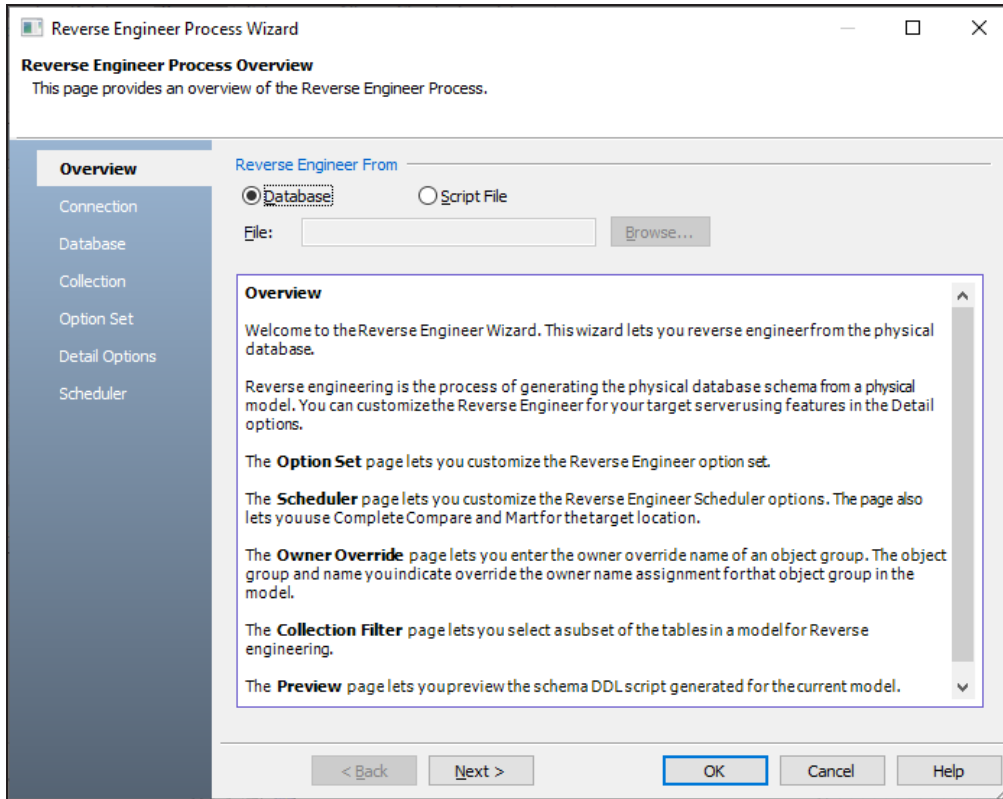 Reverse Engineer Process Wizard
Reverse Engineer Process Overview
This page provides an overview of the Reverse Engineer Process.
Overview
Connection
Database
Collection
Option Set
Detail Options
Scheduler
Reverse Engineer From
Database
Script File
File:
Browse...
Overview
Welcome to the Reverse Engineer Wizard. This wizard lets you reverse engineer from the physical
database.
Reverse engineering is the process of generating the physical database schema from a physical
model. You can customize the Reverse Engineer for your target server using features in the Detail
options.
The Option Set page lets you customize the Reverse Engineer option set.
The Scheduler page lets you customize the Reverse Engineer Scheduler options. The page also
lets you use Complete Compare and Mart for the target location.
The Owner Override page lets you enter the owner override name of an object group. The object
group and name you indicate override the owner name assignment for that object group in the
model.
The Collection Filter page lets you select a subset of the tables in a model for Reverse
engineering.
The Preview page lets you preview the schema DDL script generated for the current model.
< Back
Next >
OK
Cancel
Help